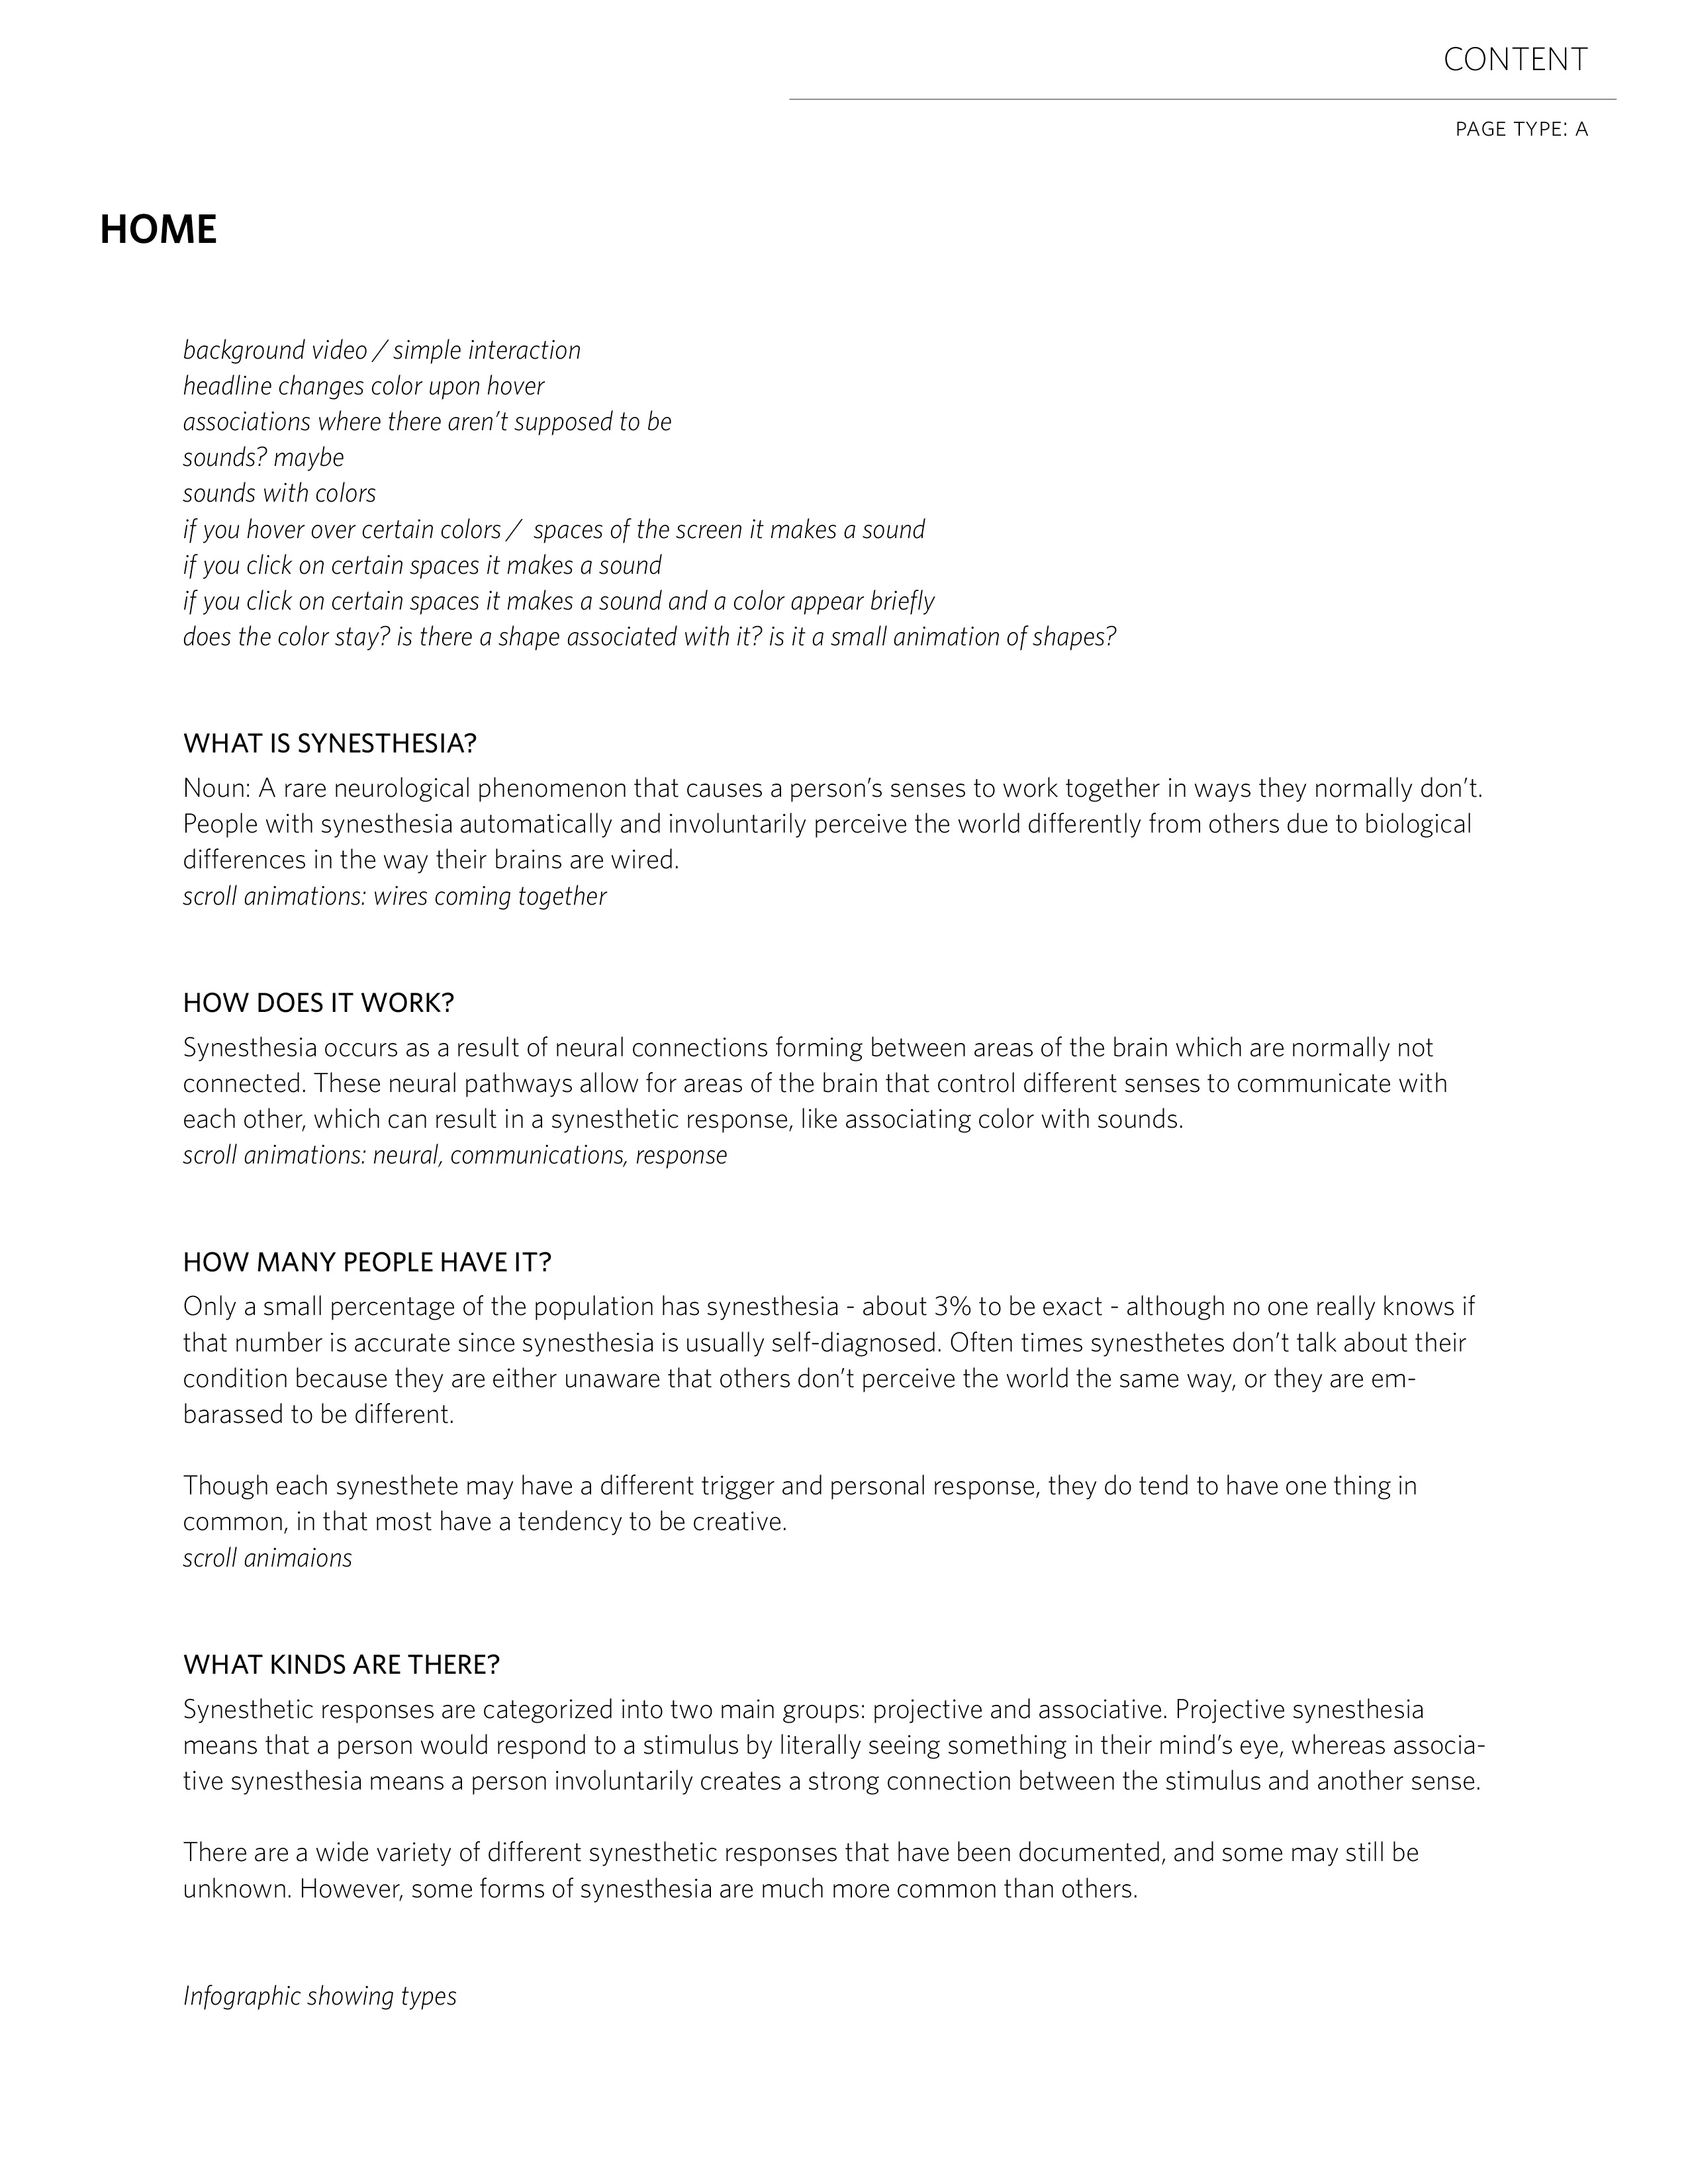 CONTENT
PAGE TYPE: A
HOME
background video / simple interaction
headline changes color upon hover
associations where there aren’t supposed to be
sounds? maybe
sounds with colors
if you hover over certain colors /  spaces of the screen it makes a sound
if you click on certain spaces it makes a sound
if you click on certain spaces it makes a sound and a color appear briefly
does the color stay? is there a shape associated with it? is it a small animation of shapes?
WHAT IS SYNESTHESIA?
Noun: A rare neurological phenomenon that causes a person’s senses to work together in ways they normally don’t.
People with synesthesia automatically and involuntarily perceive the world differently from others due to biological
differences in the way their brains are wired.
scroll animations: wires coming together
HOW DOES IT WORK?
Synesthesia occurs as a result of neural connections forming between areas of the brain which are normally not
connected. These neural pathways allow for areas of the brain that control different senses to communicate with
each other, which can result in a synesthetic response, like associating color with sounds.
scroll animations: neural, communications, response
HOW MANY PEOPLE HAVE IT?
Only a small percentage of the population has synesthesia - about 3% to be exact - although no one really knows if
that number is accurate since synesthesia is usually self-diagnosed. Often times synesthetes don’t talk about their
condition because they are either unaware that others don’t perceive the world the same way, or they are em-
barassed to be different.
Though each synesthete may have a different trigger and personal response, they do tend to have one thing in
common, in that most have a tendency to be creative.
scroll animaions
WHAT KINDS ARE THERE?
Synesthetic responses are categorized into two main groups: projective and associative. Projective synesthesia
means that a person would respond to a stimulus by literally seeing something in their mind’s eye, whereas associa-
tive synesthesia means a person involuntarily creates a strong connection between the stimulus and another sense.
There are a wide variety of different synesthetic responses that have been documented, and some may still be
unknown. However, some forms of synesthesia are much more common than others.
Infographic showing types